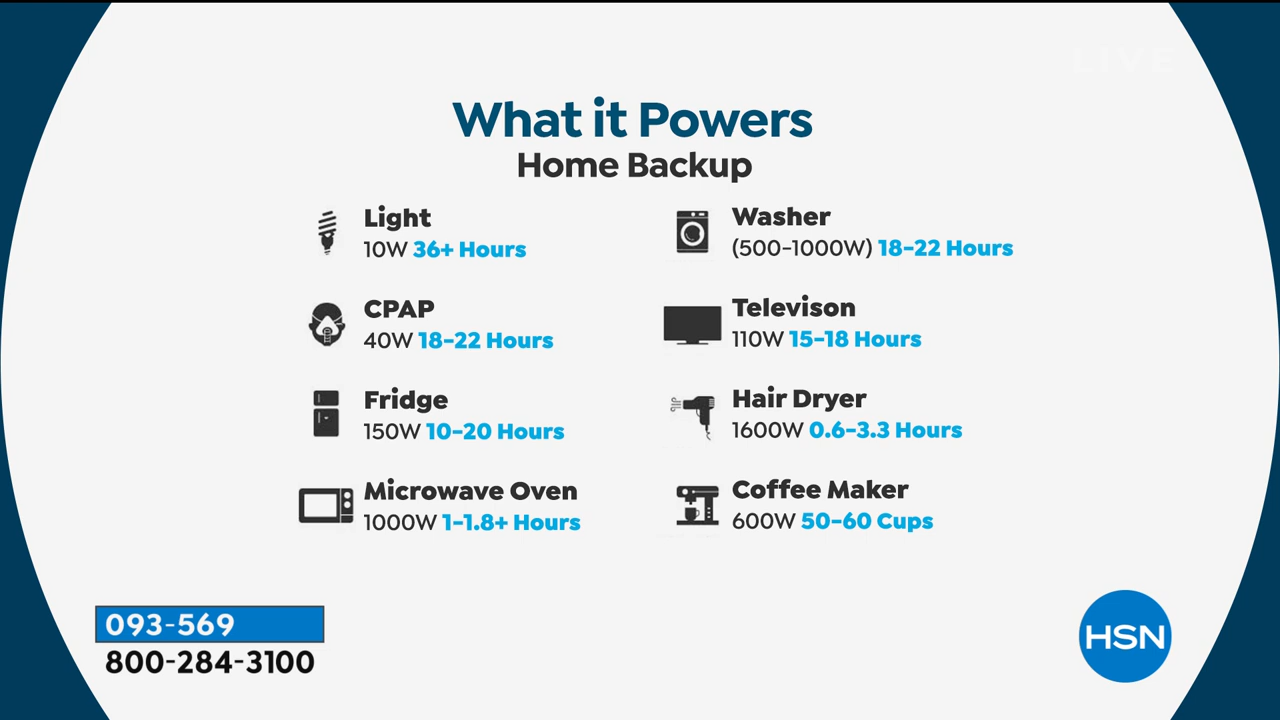 LIVE
What it Powers
Home Backup
Light
10W 36+ Hours
CPAP
40W 18-22 Hours
Fridge
150W 10-20 Hours
Microwave Oven
1000W 1-1.8+ Hours
Washer
(500-1000W) 18-22 Hours
Televison
110W 15-18 Hours
Hair Dryer
1600W 0.6-3.3 Hours
Coffee Maker
600W 50-60 Cups
093-569
800-284-3100
HSN